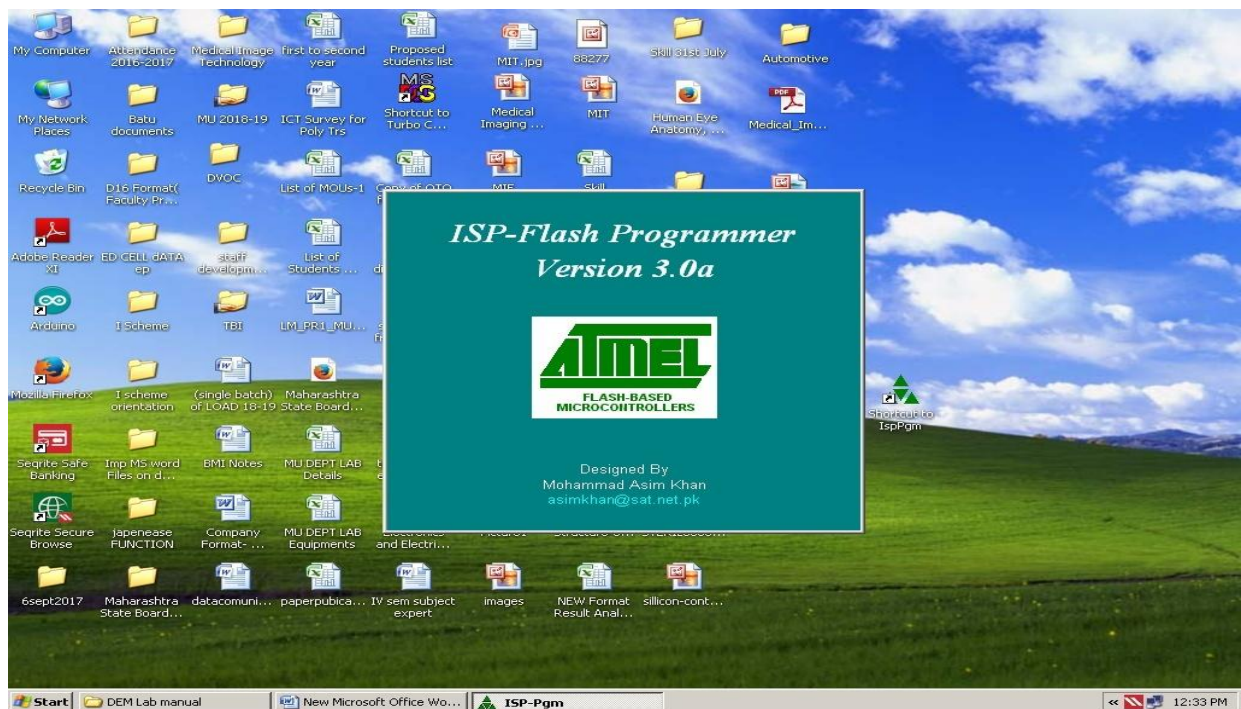 My Computer
Attendance
2016-2017
Medical Image
Technology
first to second
year
Proposed
students list
MIT.jpg
88277
Skill 31st July
Automotive
My Network
Places
Batu
documents
MU 2018-19
ICT Survey for
Poly Trs
Shortcut to
Turbo C...
Medical
Imaging ...
MIT
Human Eye
Anatomy, ...
Medical_Im...
Recycle Bin
D16 Format(
Faculty Pr...
DVOC
List of MOUs-1
Copy of OTO
MIE
Skill
Adobe Reader
XI
ED CELL dATA
ep
staff
developm...
List of
Students ...
Arduino
I Scheme
TBI
LM_PR1_MU...
Mozilla Firefox
I scheme
orientation
(single batch)
of LOAD 18-19
Maharashtra
State Board...
Seqrite Safe
Banking
Imp MS word
Files on d...
BMI Notes
MU DEPT LAB
Details
Seqrite Secure
Browse
japenease
FUNCTION
Company
Format- ...
MU DEPT LAB
Equipments
and Electri...
6sept2017
Maharashtra
State Board...
datacomuni...
paperpubica...
IV sem subject
expert
images
NEW Format
Result Anal...
sillicon-cont...
ISP-Flash Programmer
Version 3.0a
ATMEL
FLASH-BASED
MICROCONTROLLERS
Designed By
Mohammad Asim Khan
asimkhan@sat.net.pk
Shortcut to
IspPgm
Start
DEM Lab manual
New Microsoft Office Wo...
ISP-Pgm
12:33 PM